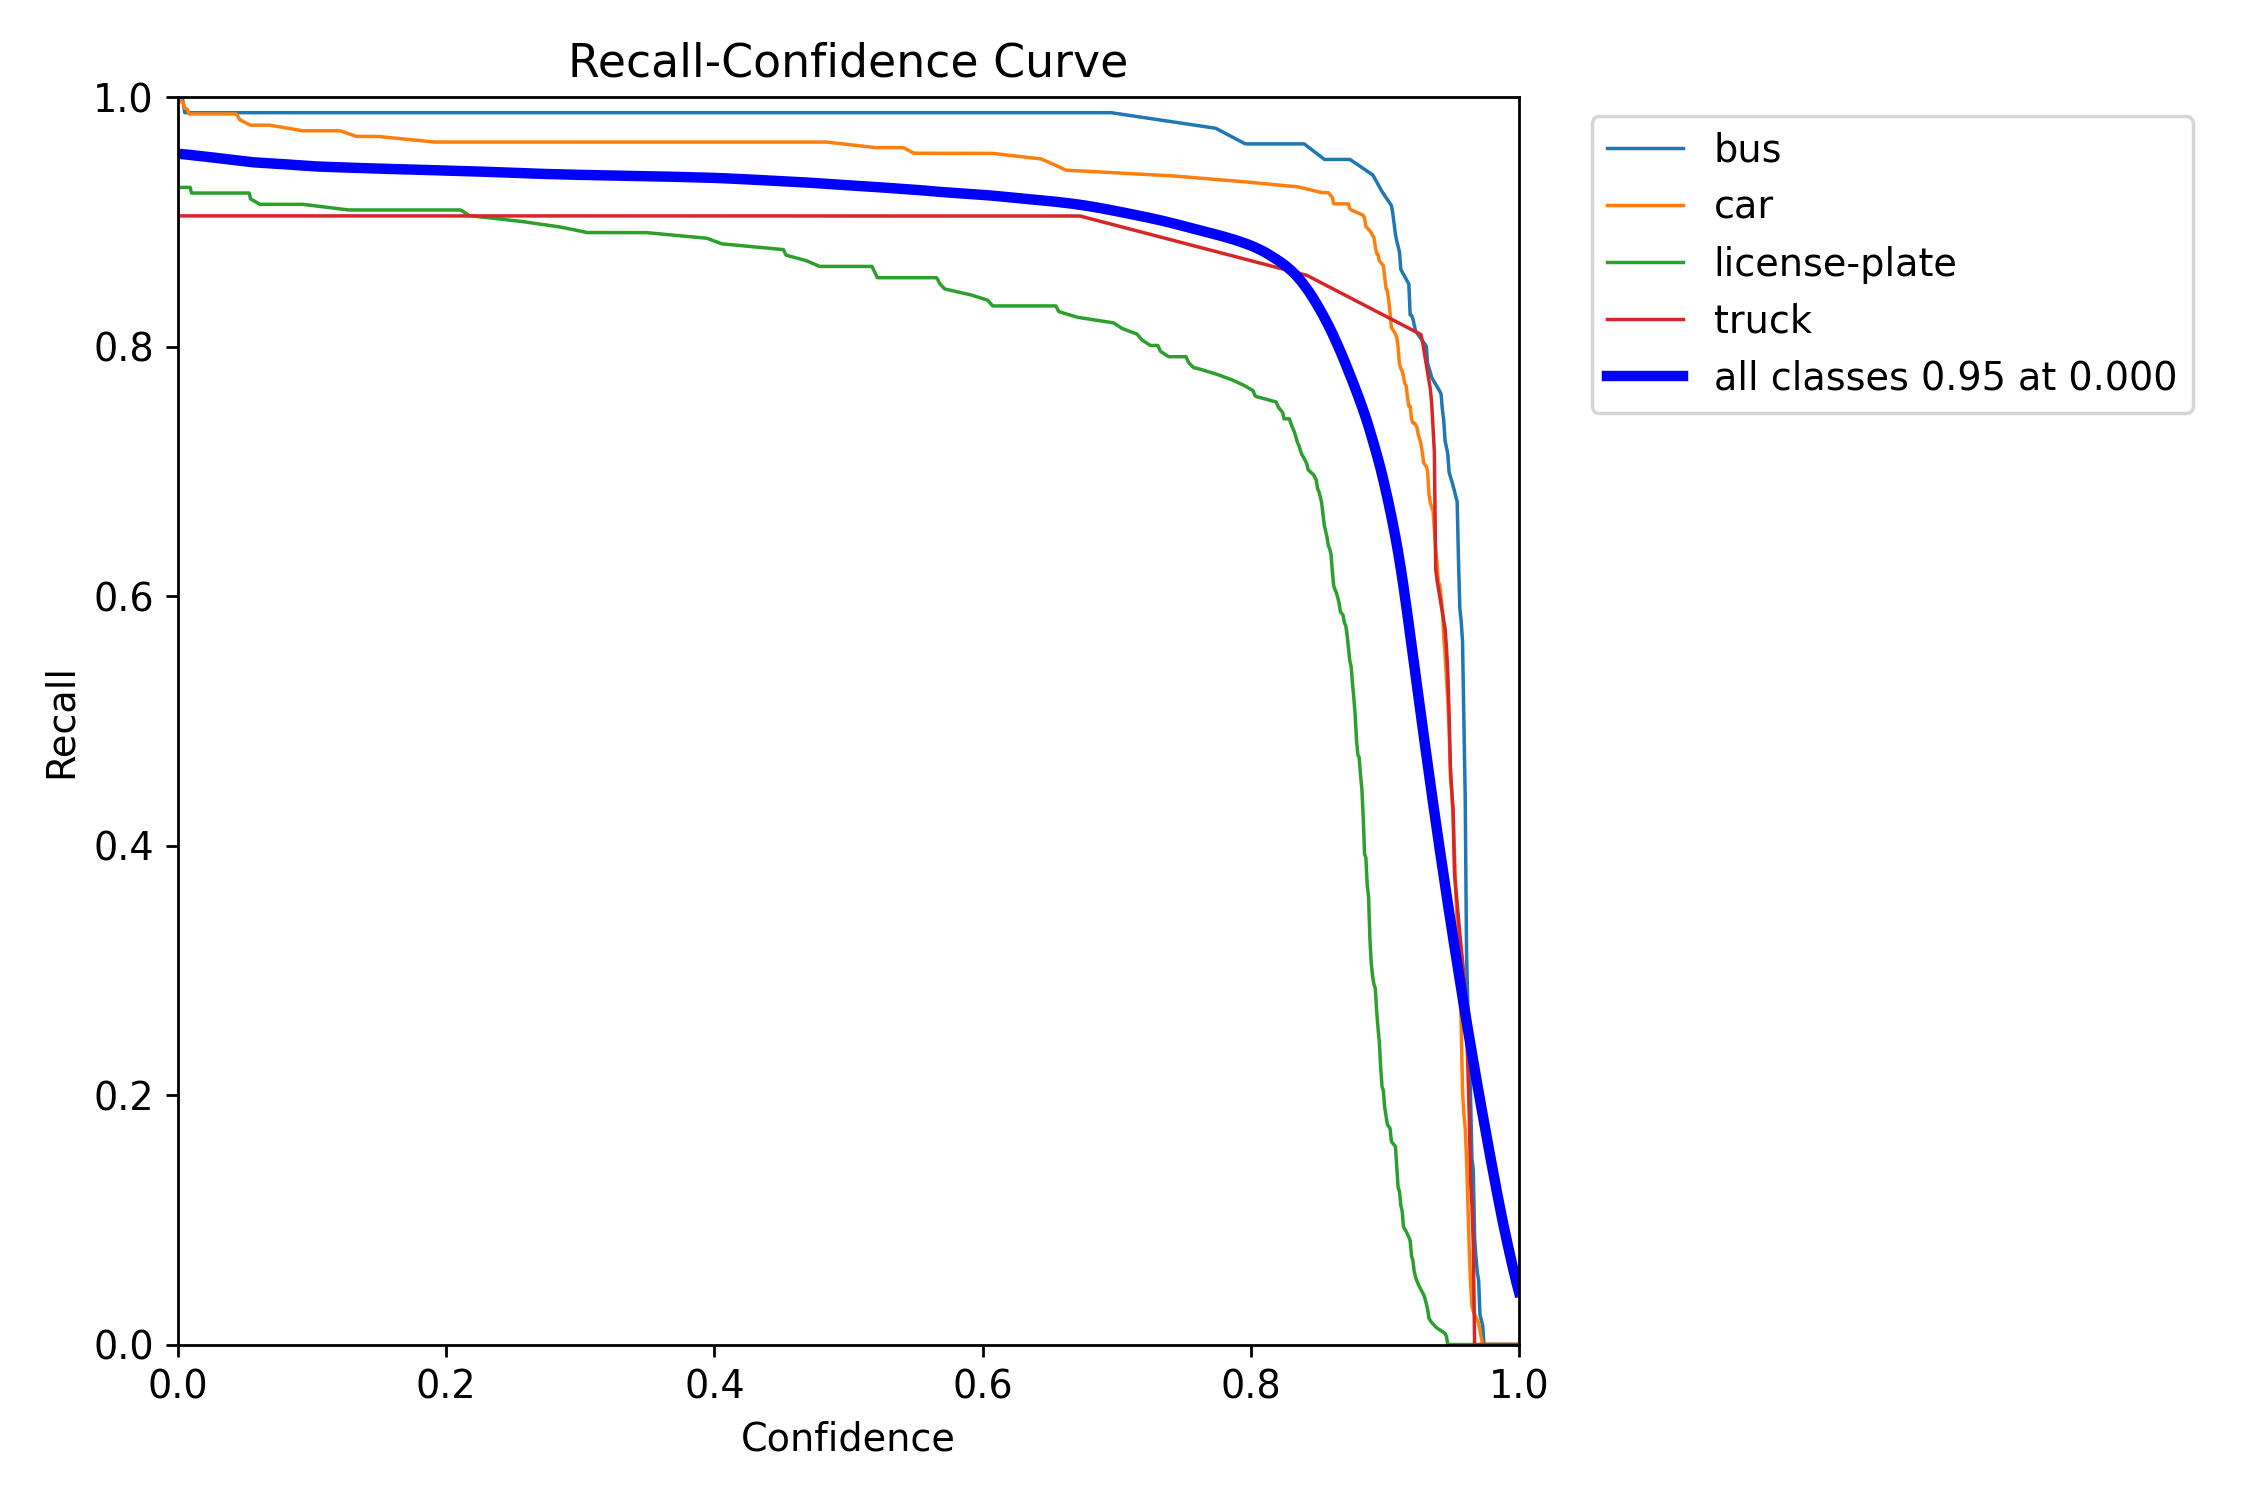 Recall-Confidence Curve
1.0
0.8
0.6
0.4
0.2
0.0
Recall
0.0 0.2 0.4 0.6 0.8 1.0
Confidence
bus
car
license-plate
truck
all classes 0.95 at 0.000